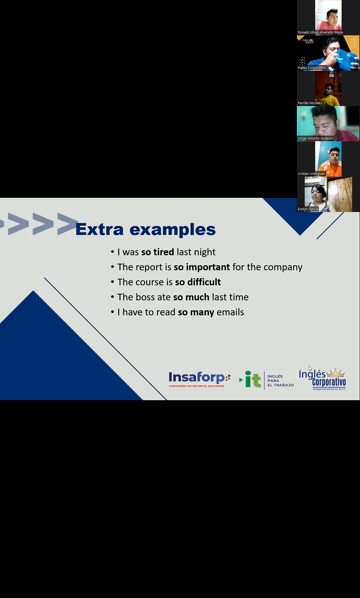 Extra examples
• I was so tired last night
• The report is so important for the company
• The course is so difficult
• The boss ate so much last time
• I have to read so many emails
Insaforp
it
INGLÉS
PARA
EL TRABAJO
Inglés
Corporativo